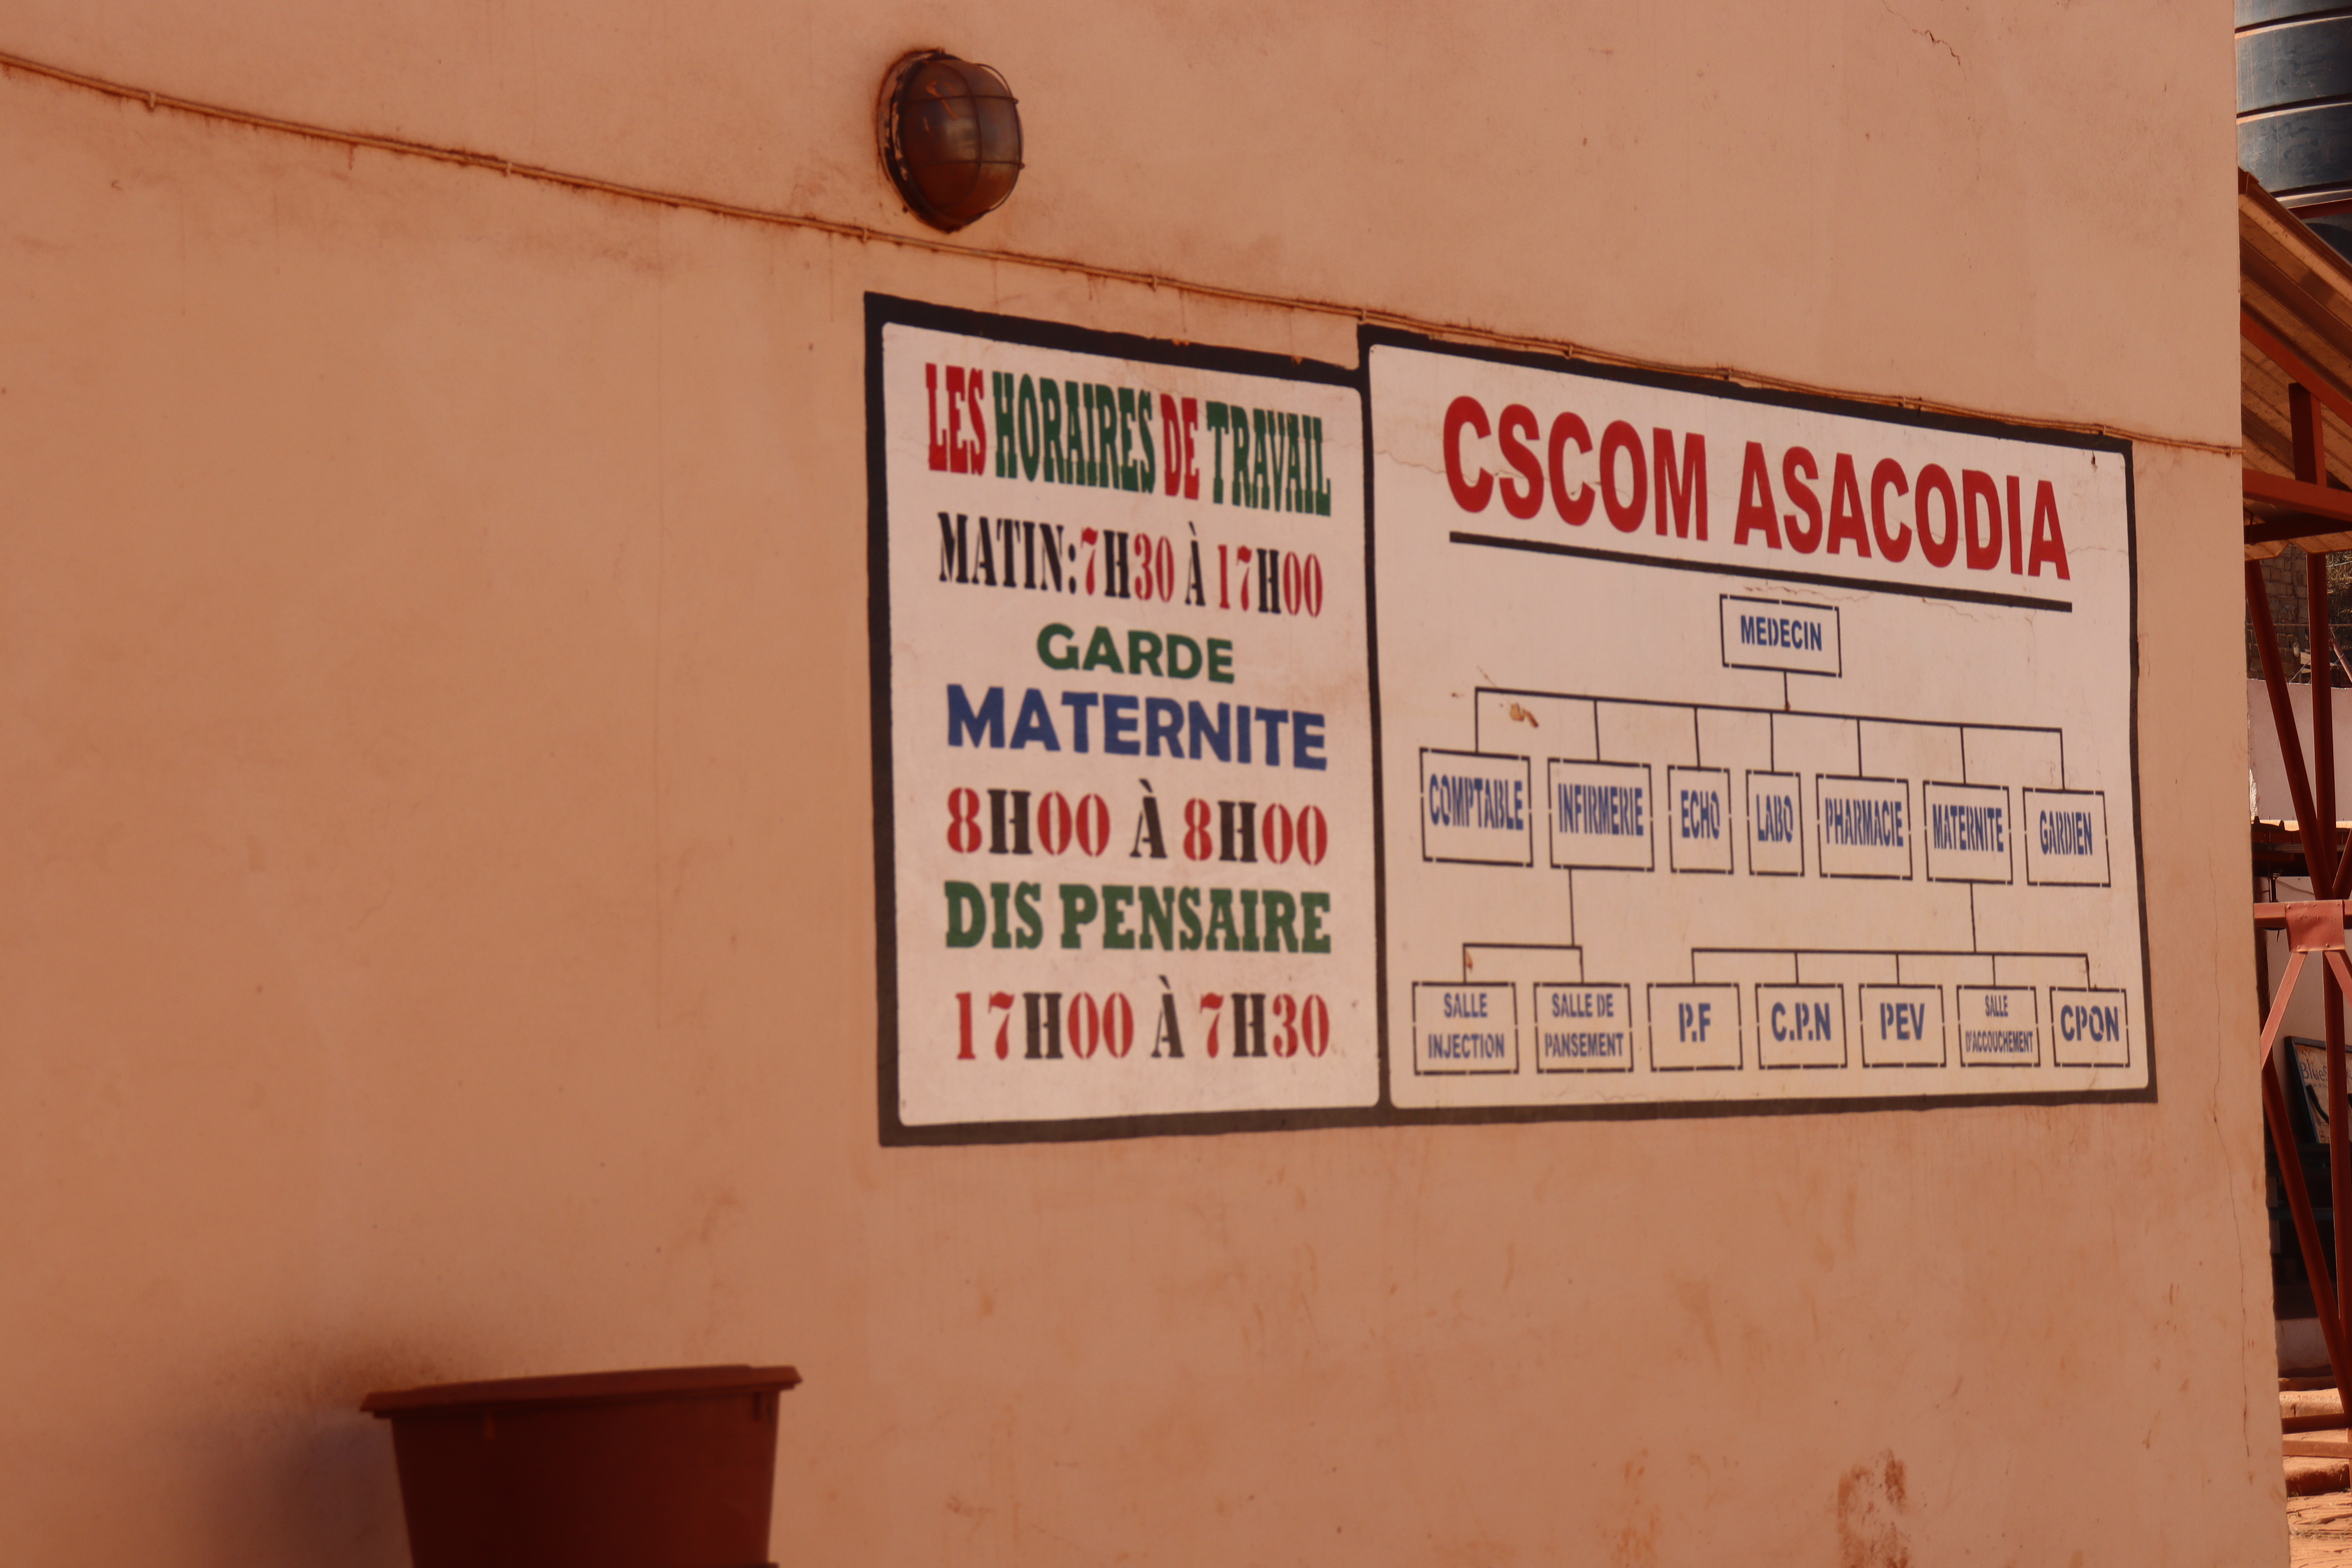 LES HORAIRES DE TRAVAIL
MATIN:7H30 À 17H00
GARDE
MATERNITE
8H00 À 8H00
DIS PENSAIRE
17H00 À 7H30
CSCOM ASACODIA
MEDECIN
COMPTABLE
INFIRMERIE
ECHO
LABO
PHARMACIE
MATERNITE
GARDIEN
SALLE
INJECTION
SALLE DE
PANSEMENT
P.F
C.P.N
PEV
SALLE
D'ACCOUCHEMENT
CPON